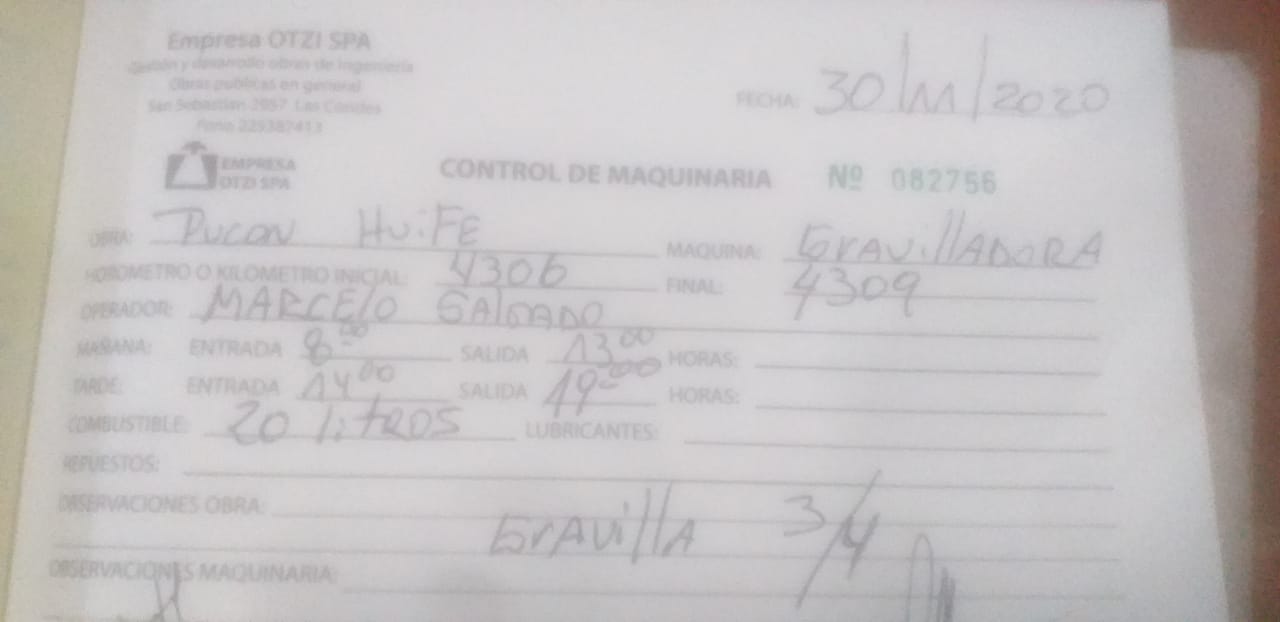 Empresa OTZI SPA
Gestión y desarrollo obras de Ingeniería
Obras publicas en general
San Sebastian 2957 Las Condes
Fono 225387413
FECHA: 30/11/2020
EMPRESA
OTZI SPA
CONTROL DE MAQUINARIA Nº 082756
OBRA: Pucon HuiFE MAQUINA: GravillADORA
HOROMETRO O KILOMETRO INICIAL: 4306 FINAL: 4309
OPERADOR: MARCElO SAlGADO
MAÑANA: ENTRADA 8:00 SALIDA 13:00 HORAS:
TARDE: ENTRADA 14:00 SALIDA 19:00 HORAS:
COMBUSTIBLE: 20 litros LUBRICANTES:
REPUESTOS:
OBSERVACIONES OBRA:
GravillA 3/4
OBSERVACIONES MAQUINARIA: